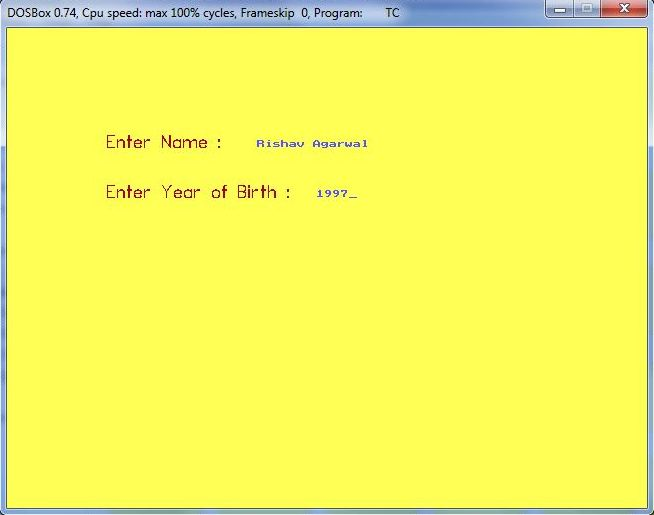 DOSBox 0.74, Cpu speed: max 100% cycles, Frameskip 0, Program: TC
Enter Name : Rishav Agarwal
Enter Year of Birth : 1997_